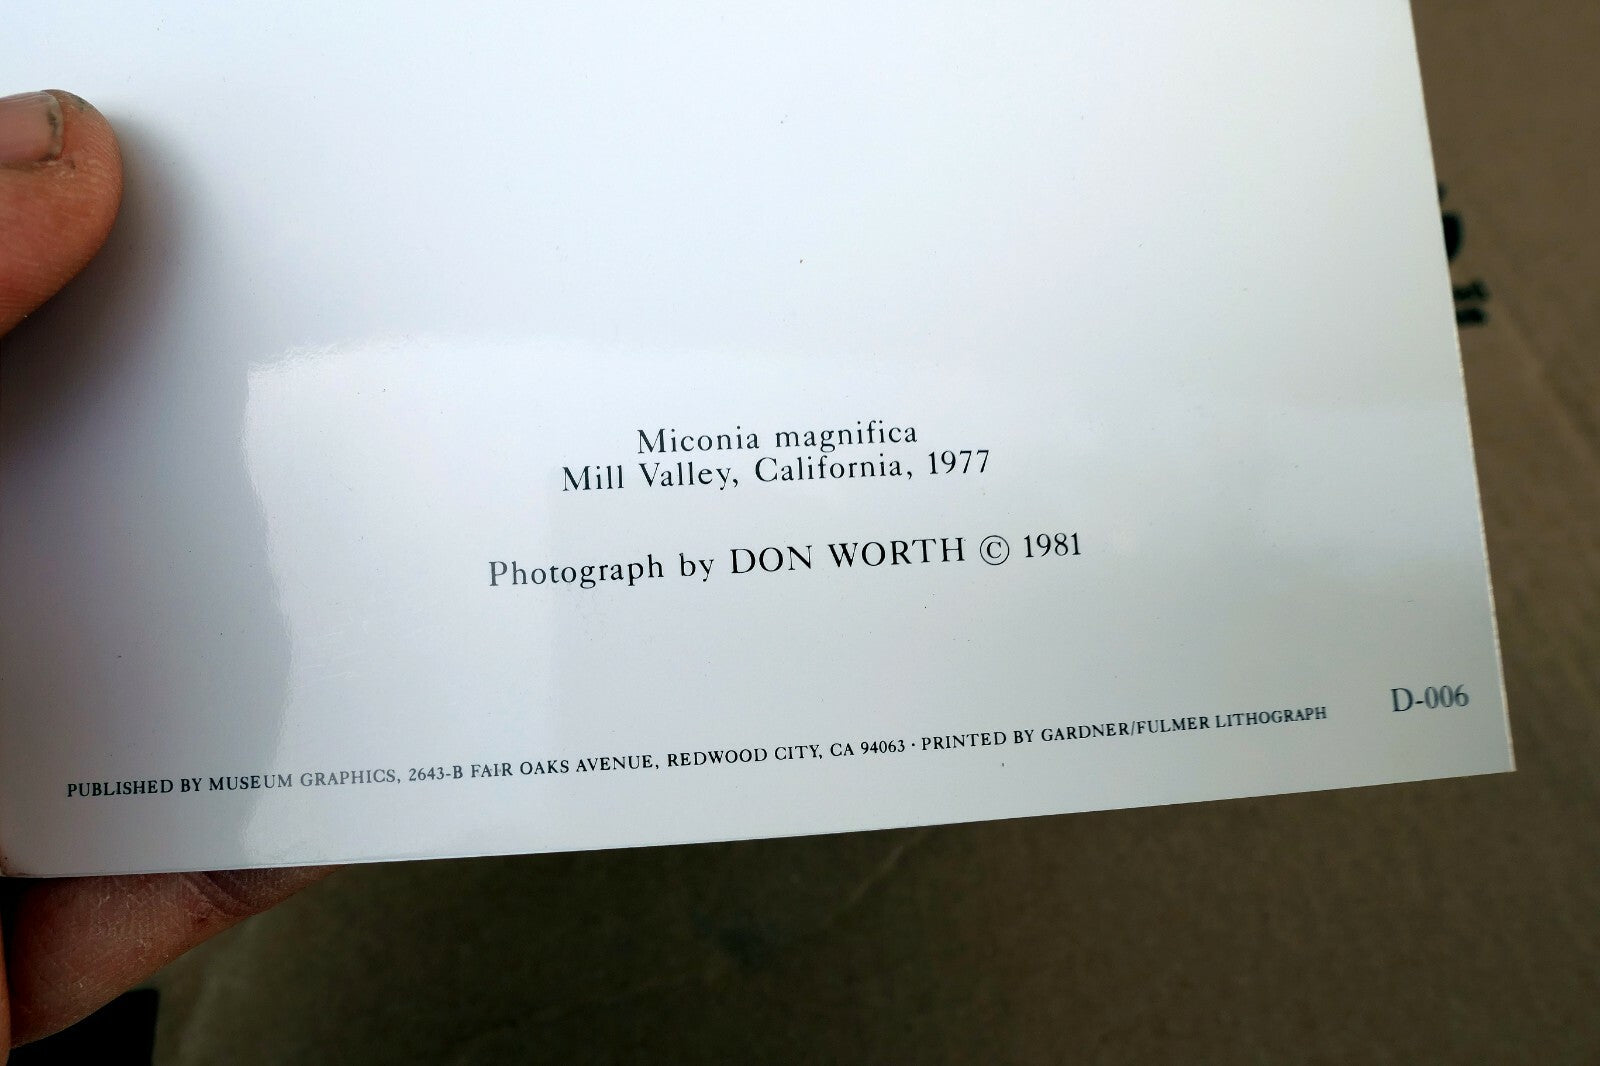 Miconia magnifica
Mill Valley, California, 1977
Photograph by DON WORTH © 1981
D-006
PUBLISHED BY MUSEUM GRAPHICS, 2643-B FAIR OAKS AVENUE, REDWOOD CITY, CA 94063 · PRINTED BY GARDNER/FULMER LITHOGRAPH